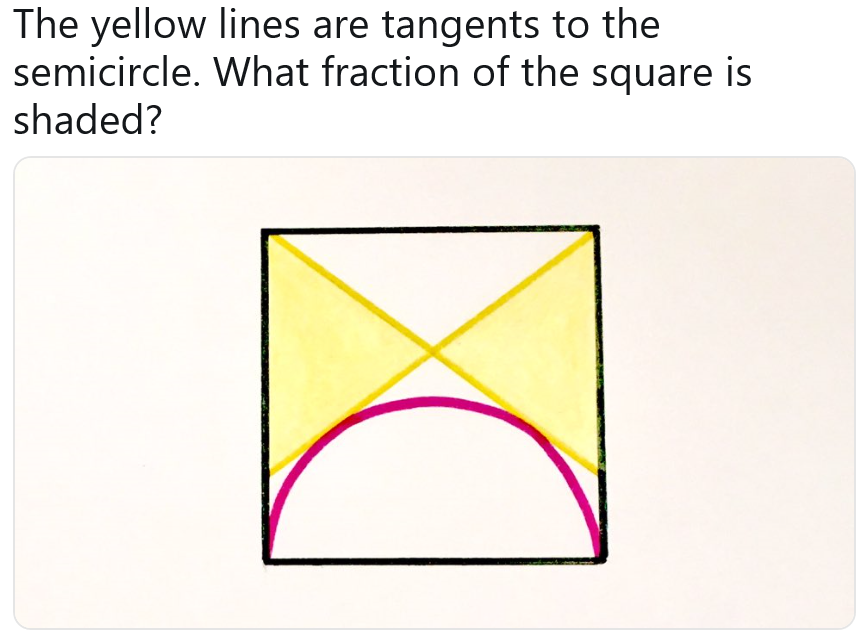 The yellow lines are tangents to the
semicircle. What fraction of the square is
shaded?